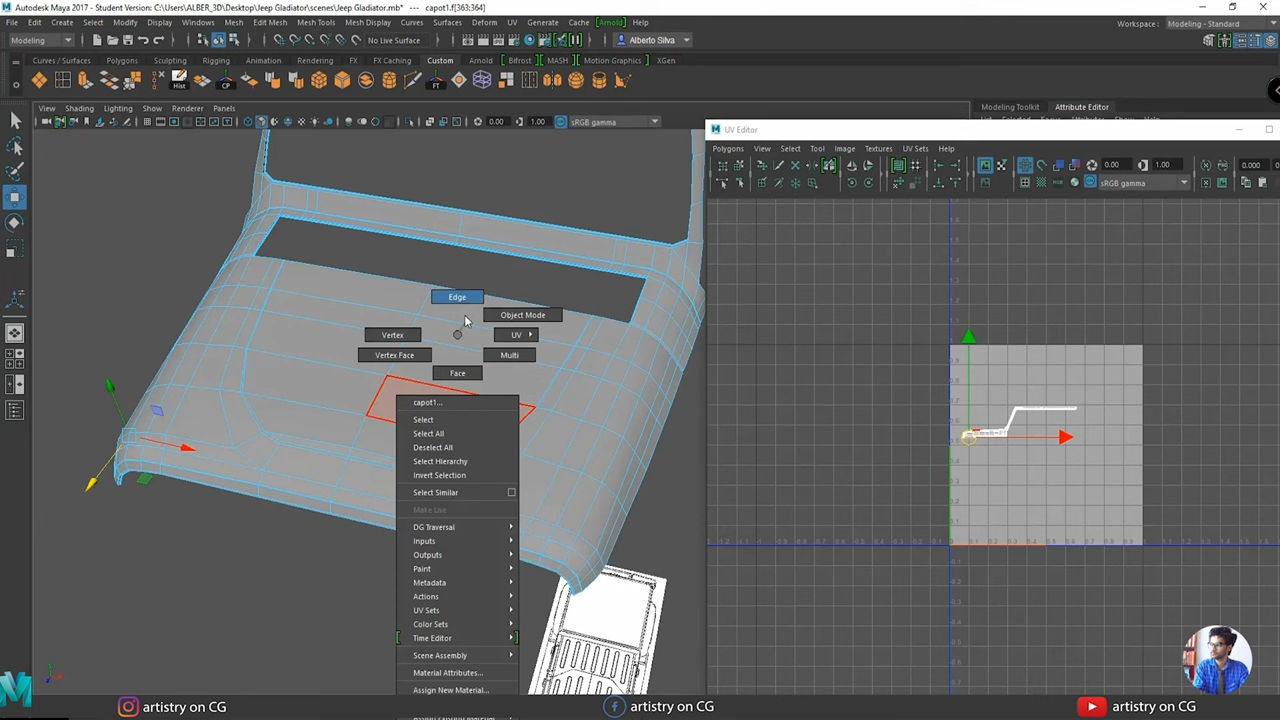 Autodesk Maya 2017 - Student Version: C:\Users\ALBER_3D\Desktop\Jeep Gladiator\scenes\Jeep Gladiator.mb* --- capot1.f[363:364]
File Edit Create Select Modify Display Windows Mesh Edit Mesh Mesh Tools Mesh Display Curves Surfaces Deform UV Generate Cache Arnold Help
Workspace : Modeling - Standard
Modeling No Live Surface Alberto Silva
Curves / Surfaces Polygons Sculpting Rigging Animation Rendering FX FX Caching Custom Arnold Bifrost MASH Motion Graphics XGen
Hist CP FT
View Shading Lighting Show Renderer Panels
Modeling Toolkit Attribute Editor
0.00 1.00 sRGB gamma
UV Editor
Polygons View Select Tool Image Textures UV Sets Help
0.00 1.00 0.000
sRGB gamma
Edge
Object Mode
Vertex UV
Vertex Face Multi
Face
capot1...
Select
Select All
Deselect All
Select Hierarchy
Invert Selection
Select Similar
Make Live
DG Traversal
Inputs
Outputs
Paint
Metadata
Actions
UV Sets
Color Sets
Time Editor
Scene Assembly
Material Attributes...
Assign New Material...
artistry on CG artistry on CG artistry on CG